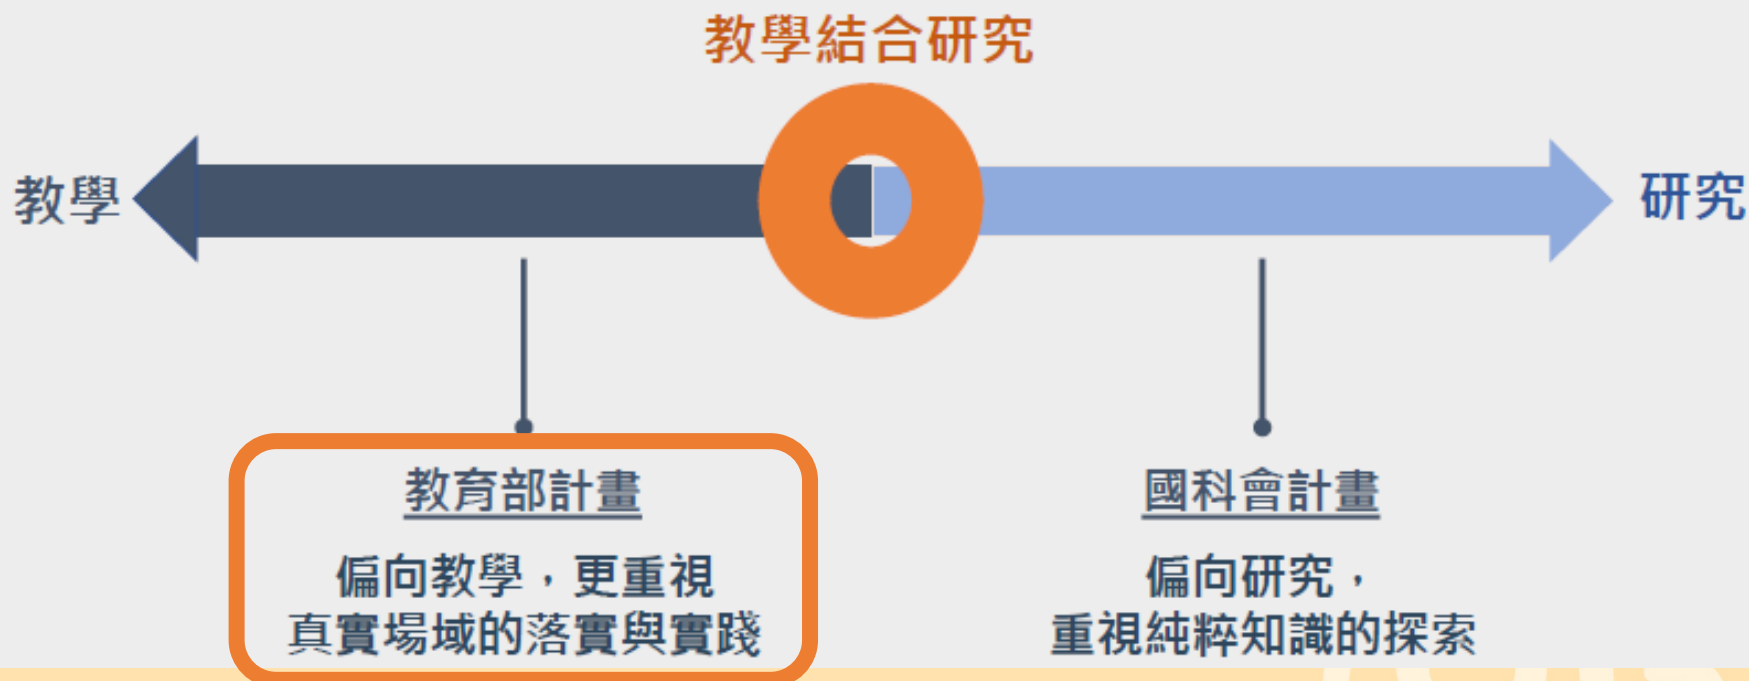 教學結合研究
教學
研究
教育部計畫
偏向教學，更重視
真實場域的落實與實踐
國科會計畫
偏向研究，
重視純粹知識的探索